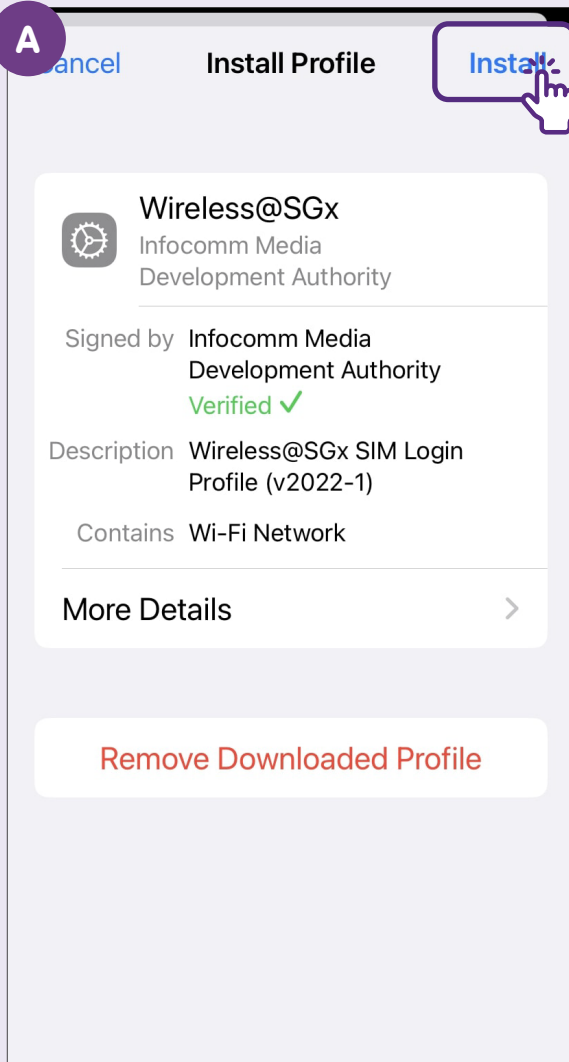 A
ancel Install Profile Install
Wireless@SGx
Infocomm Media
Development Authority
Signed by Infocomm Media
Development Authority
Verified ✓
Description Wireless@SGx SIM Login
Profile (v2022-1)
Contains Wi-Fi Network
More Details
Remove Downloaded Profile